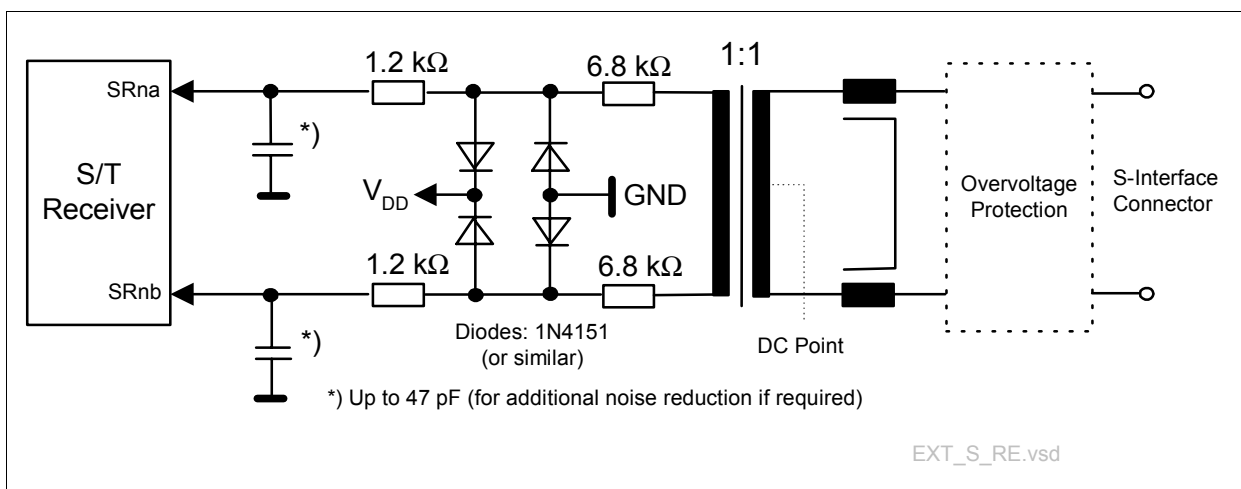 1:1
1.2 kΩ
6.8 kΩ
SRna
*)
S/T
Receiver
V_DD
GND
Overvoltage
Protection
S-Interface
Connector
1.2 kΩ
6.8 kΩ
SRnb
*)
Diodes: 1N4151
(or similar)
DC Point
*) Up to 47 pF (for additional noise reduction if required)
EXT_S_RE.vsd